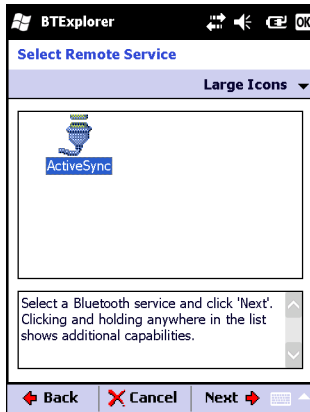 BTExplorer OK
Select Remote Service
Large Icons
ActiveSync
Select a Bluetooth service and click 'Next'.
Clicking and holding anywhere in the list
shows additional capabilities.
Back Cancel Next